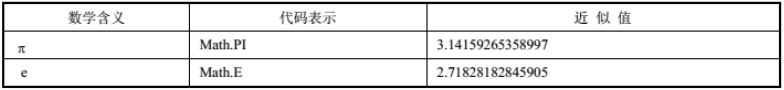 数学含义 代码表示 近 似 值
π Math.PI 3.14159265358997
e Math.E 2.71828182845905